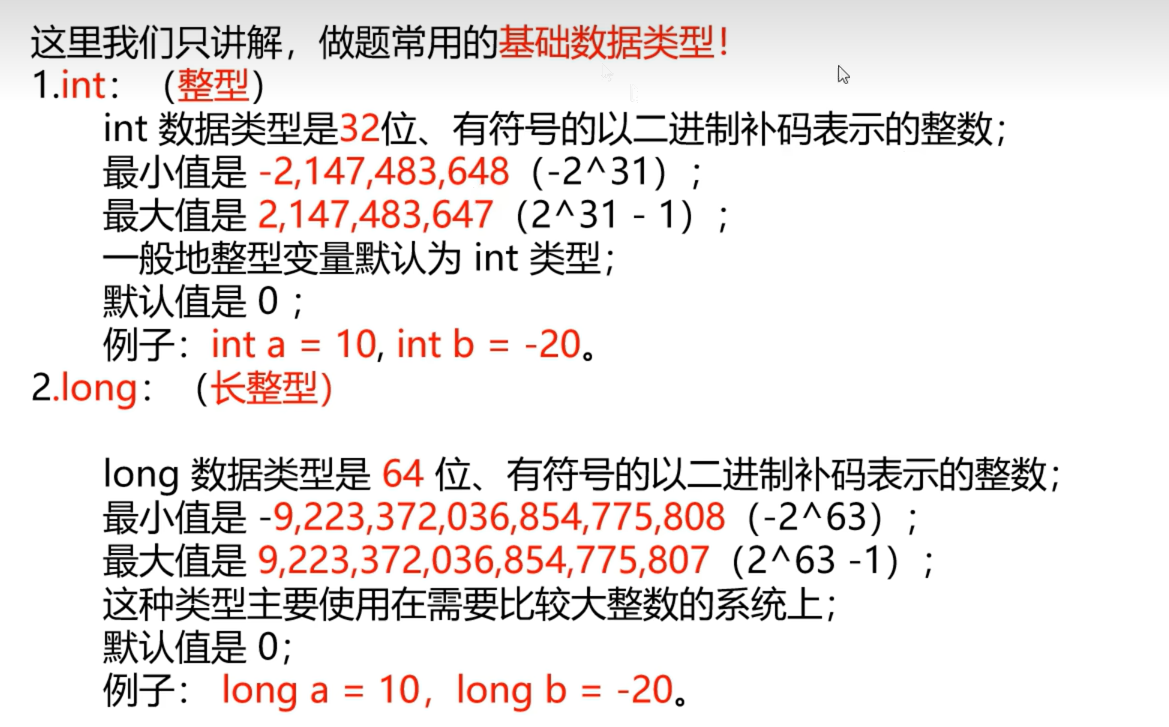 这里我们只讲解，做题常用的基础数据类型！
1.int：（整型）
int 数据类型是32位、有符号的以二进制补码表示的整数；
最小值是 -2,147,483,648（-2^31）；
最大值是 2,147,483,647（2^31 - 1）；
一般地整型变量默认为 int 类型；
默认值是 0 ；
例子：int a = 10, int b = -20。
2.long：（长整型）
long 数据类型是 64 位、有符号的以二进制补码表示的整数；
最小值是 -9,223,372,036,854,775,808（-2^63）；
最大值是 9,223,372,036,854,775,807（2^63 -1）；
这种类型主要使用在需要比较大整数的系统上；
默认值是 0；
例子： long a = 10，long b = -20。